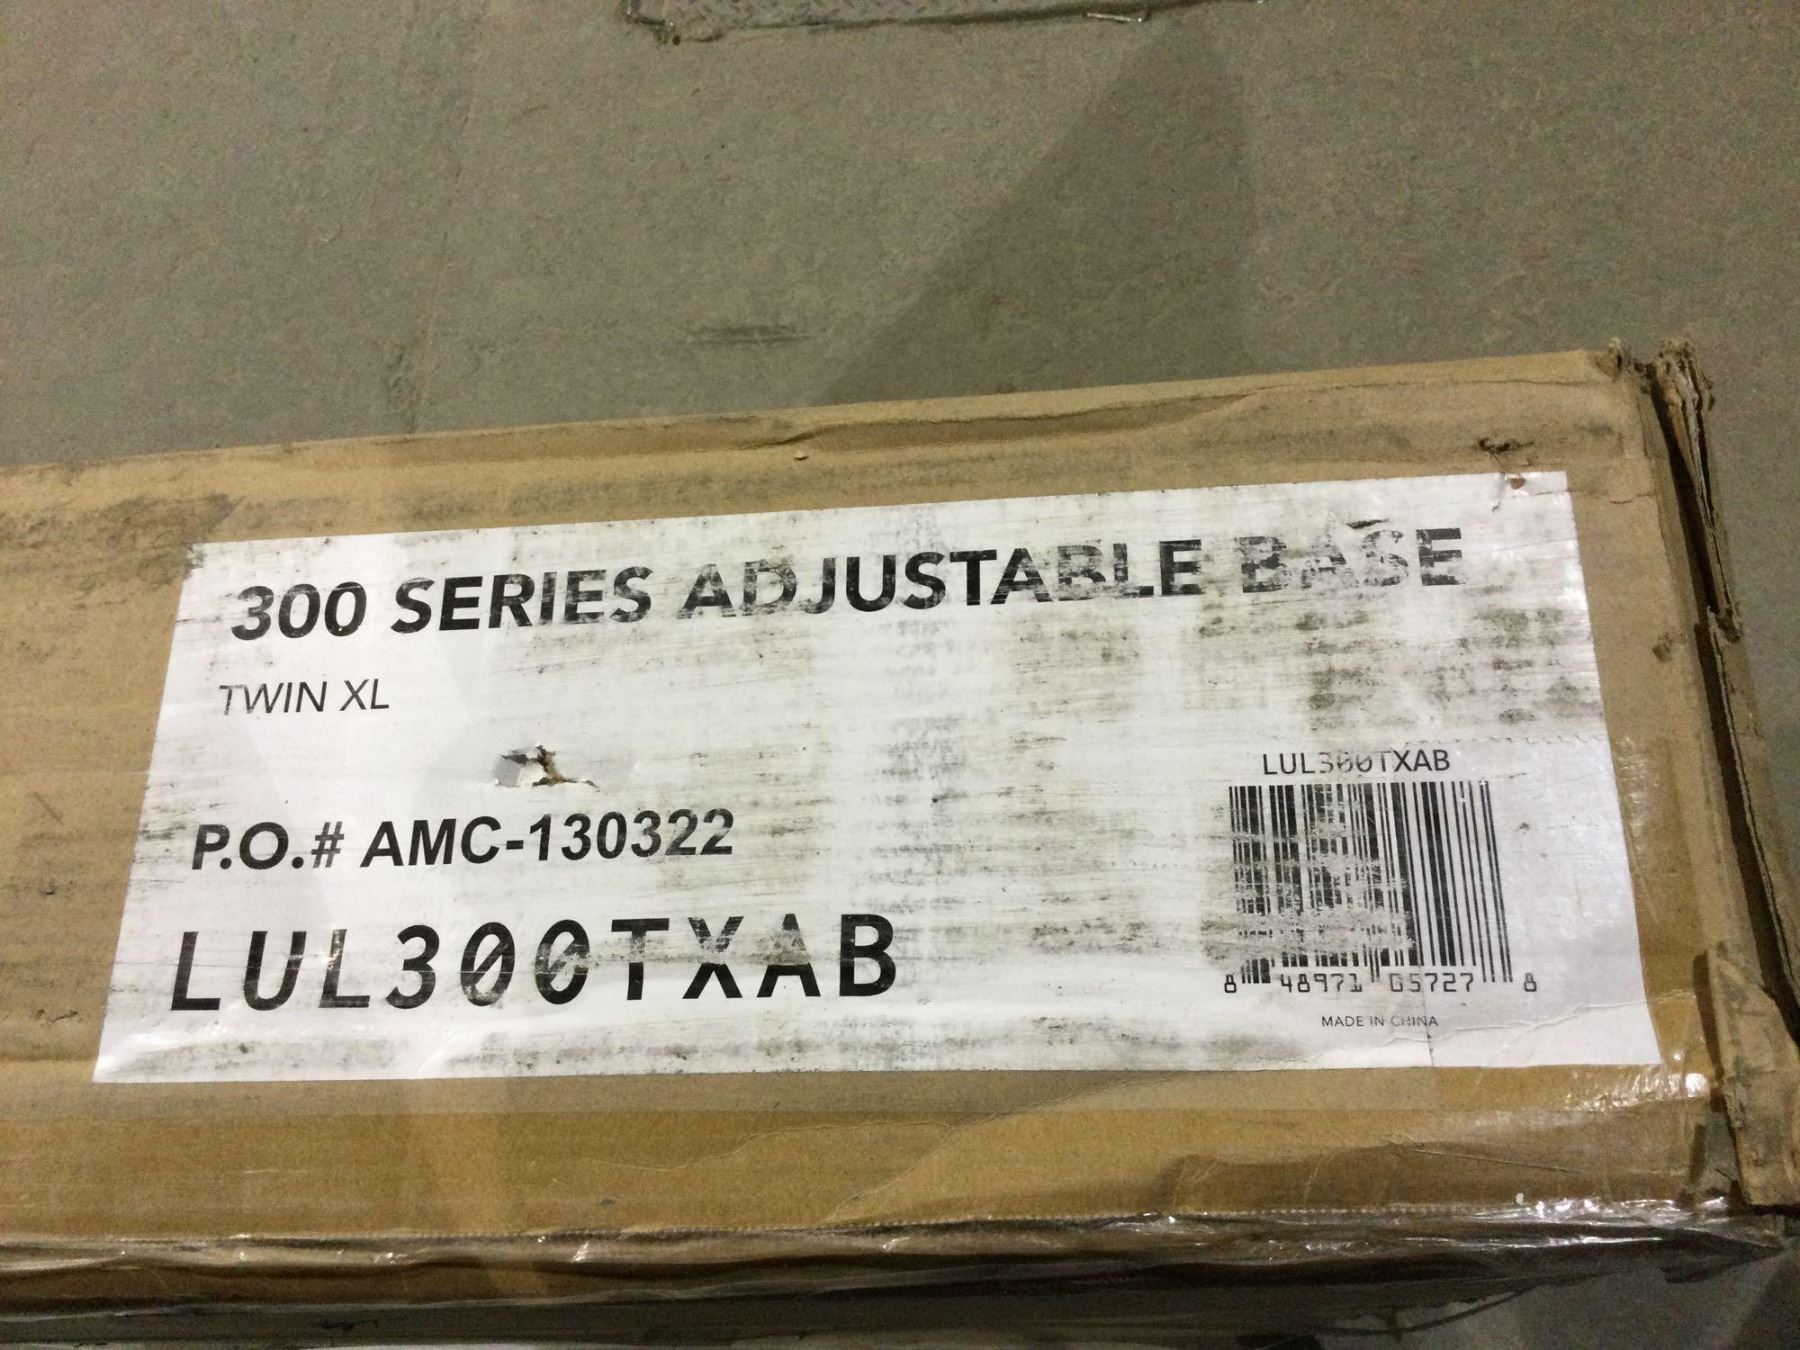 300 SERIES ADJUSTABLE BASE
TWIN XL
P.O.# AMC-130322
LUL300TXAB
LUL300TXAB
8 48971 05727 8
MADE IN CHINA